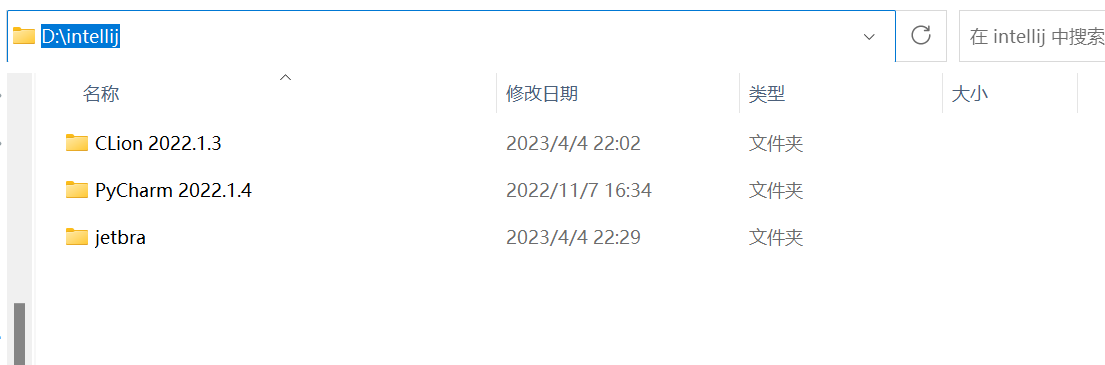 D:\intellij
在 intellij 中搜索
名称 修改日期 类型 大小
CLion 2022.1.3 2023/4/4 22:02 文件夹
PyCharm 2022.1.4 2022/11/7 16:34 文件夹
jetbra 2023/4/4 22:29 文件夹